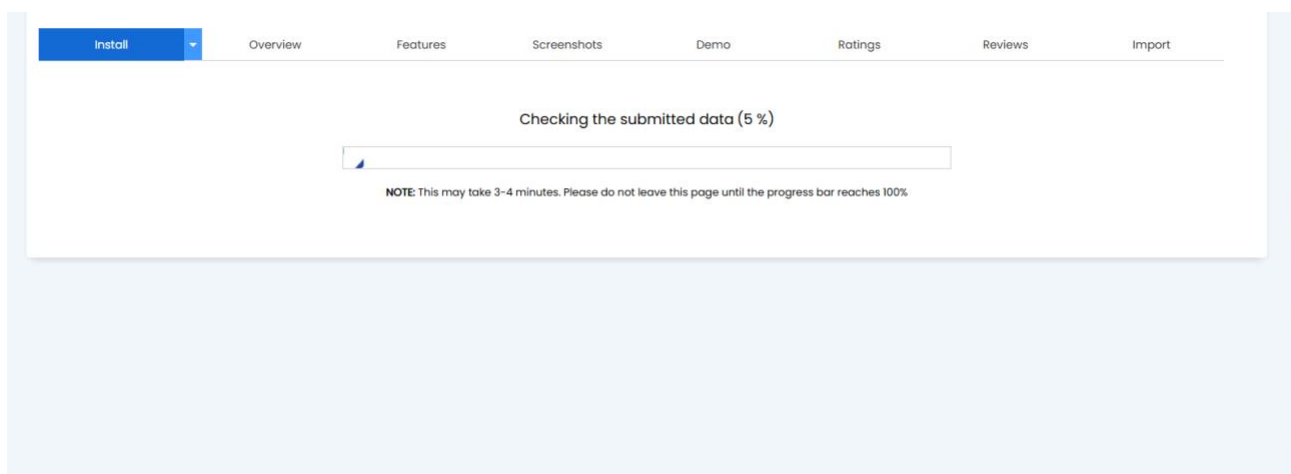 Install Overview Features Screenshots Demo Ratings Reviews Import
Checking the submitted data (5 %)
NOTE: This may take 3-4 minutes. Please do not leave this page until the progress bar reaches 100%